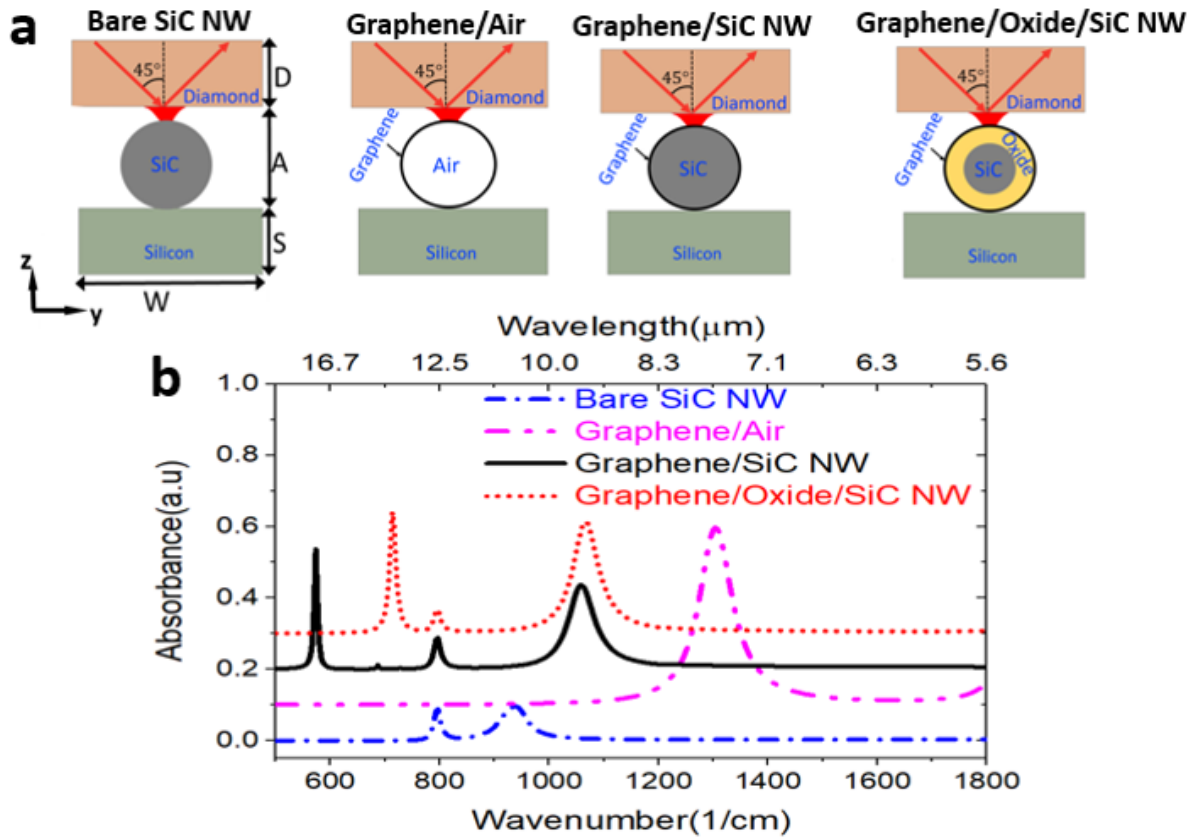 a
Bare SiC NW
Graphene/Air
Graphene/SiC NW
Graphene/Oxide/SiC NW
45°
Diamond
D
SiC
A
Silicon
S
W
z
y
45°
Diamond
Graphene
Air
Silicon
45°
Diamond
Graphene
SiC
Silicon
45°
Diamond
Graphene
Oxide
SiC
Silicon
b
Wavelength(μm)
16.7 12.5 10.0 8.3 7.1 6.3 5.6
Bare SiC NW
Graphene/Air
Graphene/SiC NW
Graphene/Oxide/SiC NW
Absorbance(a.u)
1.0
0.8
0.6
0.4
0.2
0.0
600 800 1000 1200 1400 1600 1800
Wavenumber(1/cm)